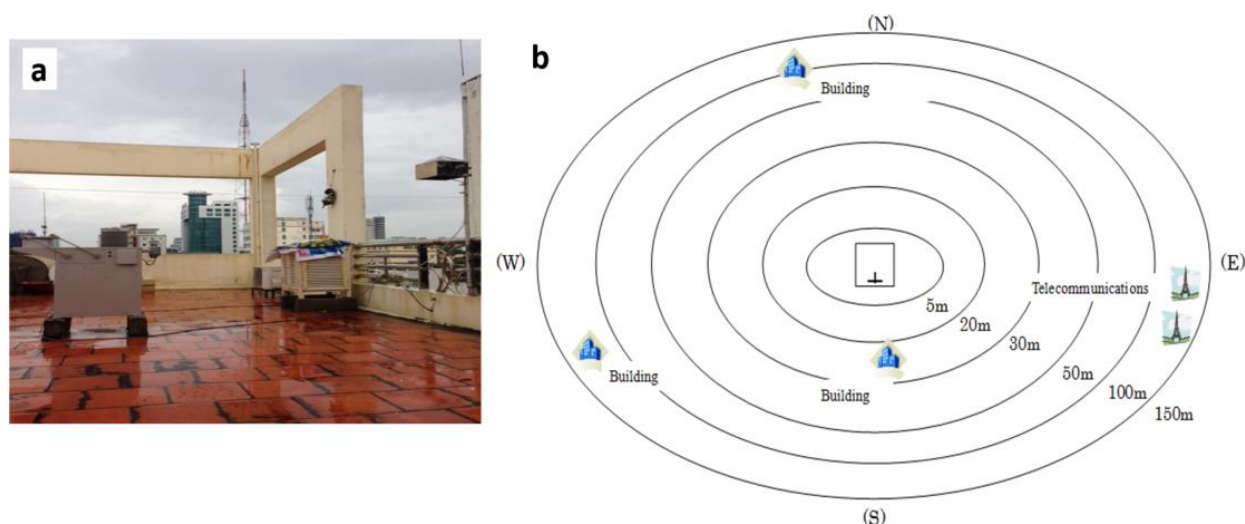 a
b
(N)
Building
(W)
(E)
Telecommunications
5m
20m
30m
Building
50m
Building
100m
150m
(S)